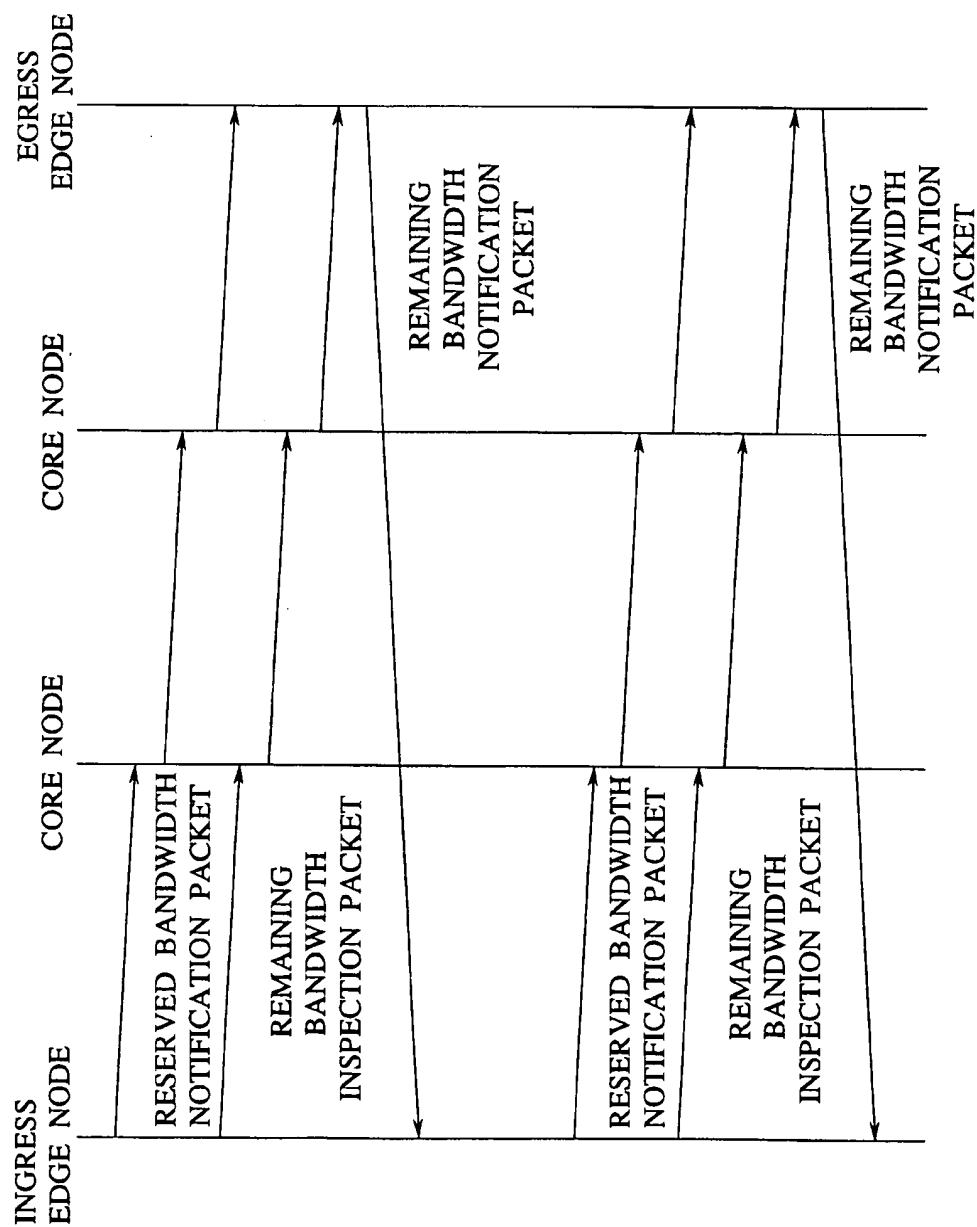 INGRESS
EDGE NODE
CORE NODE
CORE NODE
EGRESS
EDGE NODE
RESERVED BANDWIDTH
NOTIFICATION PACKET
REMAINING
BANDWIDTH
INSPECTION PACKET
REMAINING
BANDWIDTH
NOTIFICATION
PACKET
RESERVED BANDWIDTH
NOTIFICATION PACKET
REMAINING
BANDWIDTH
INSPECTION PACKET
REMAINING
BANDWIDTH
NOTIFICATION
PACKET